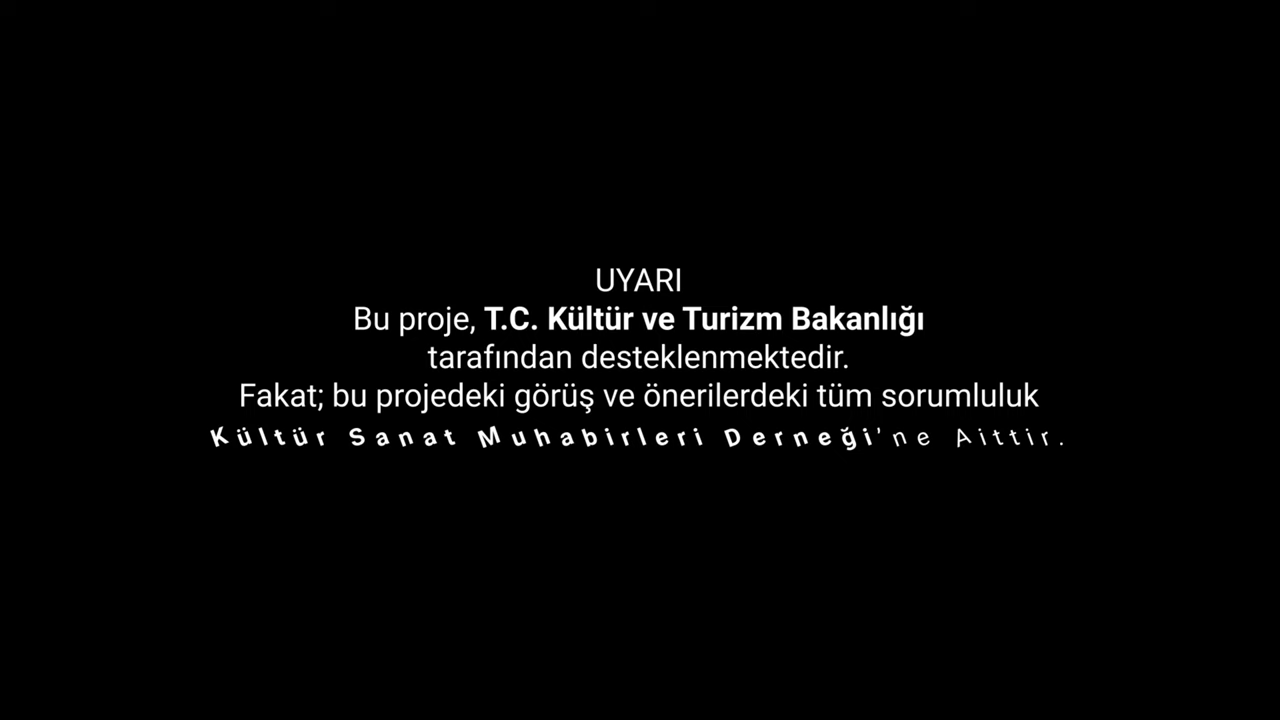 UYARI
Bu proje, T.C. Kültür ve Turizm Bakanlığı
tarafından desteklenmektedir.
Fakat; bu projedeki görüş ve önerilerdeki tüm sorumluluk
Kültür Sanat Muhabirleri Derneği'ne Aittir.